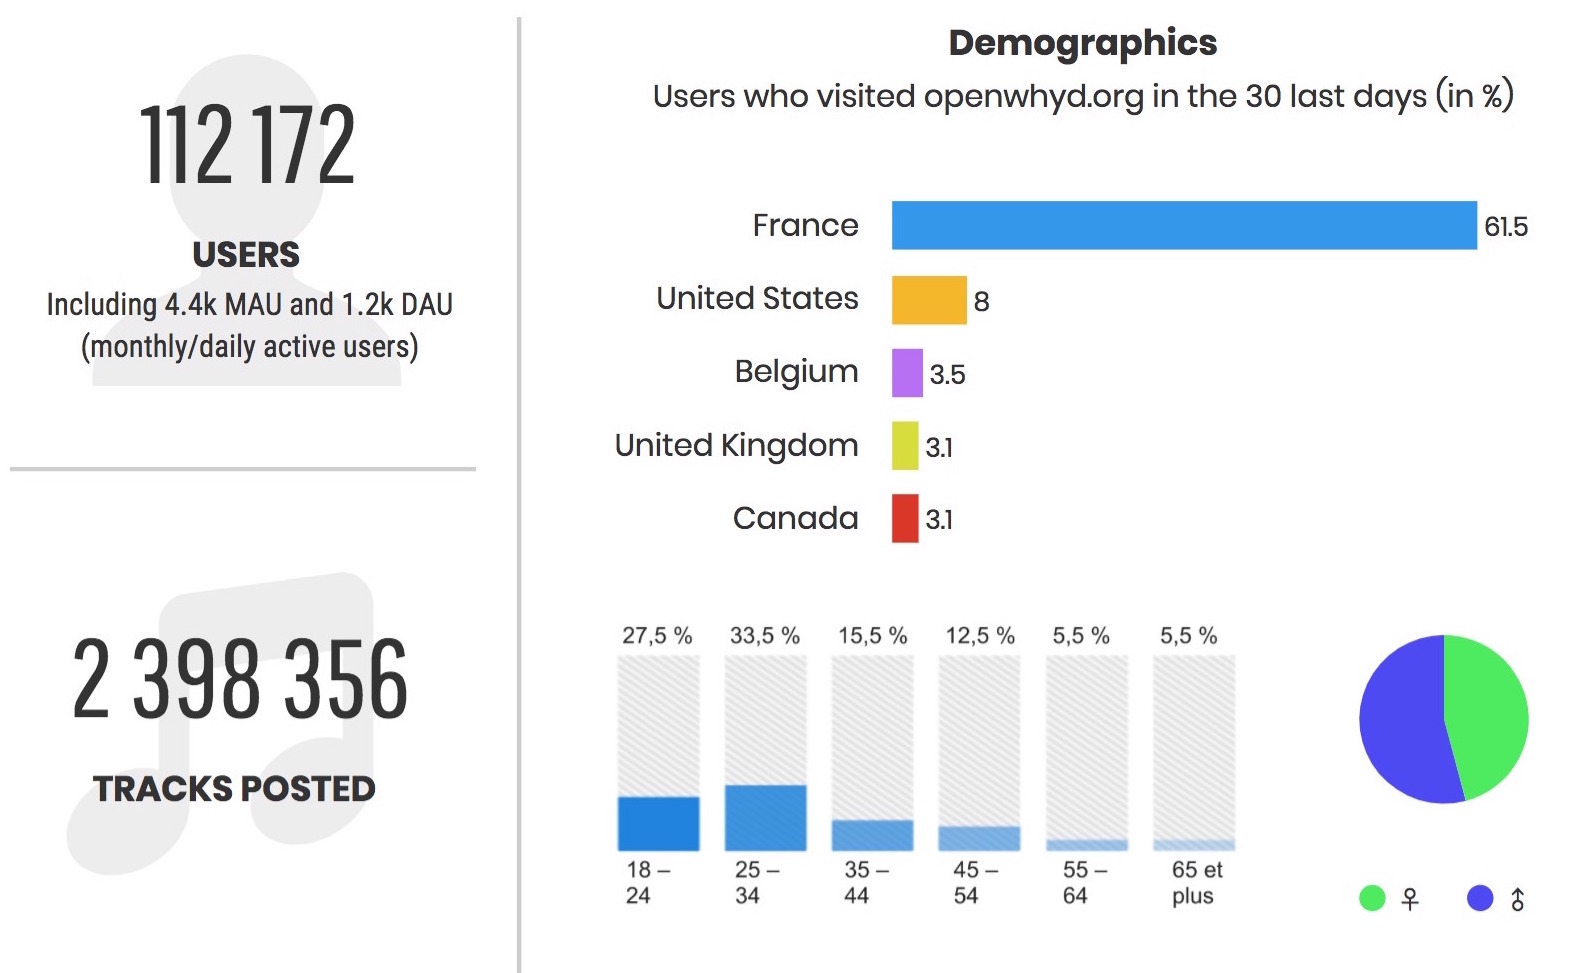 112 172
USERS
Including 4.4k MAU and 1.2k DAU
(monthly/daily active users)
2 398 356
TRACKS POSTED
Demographics
Users who visited openwhyd.org in the 30 last days (in %)
France 61.5
United States 8
Belgium 3.5
United Kingdom 3.1
Canada 3.1
27,5 % 33,5 % 15,5 % 12,5 % 5,5 % 5,5 %
18 – 25 – 35 – 45 – 55 – 65 et
24 34 44 54 64 plus
♀ ♂